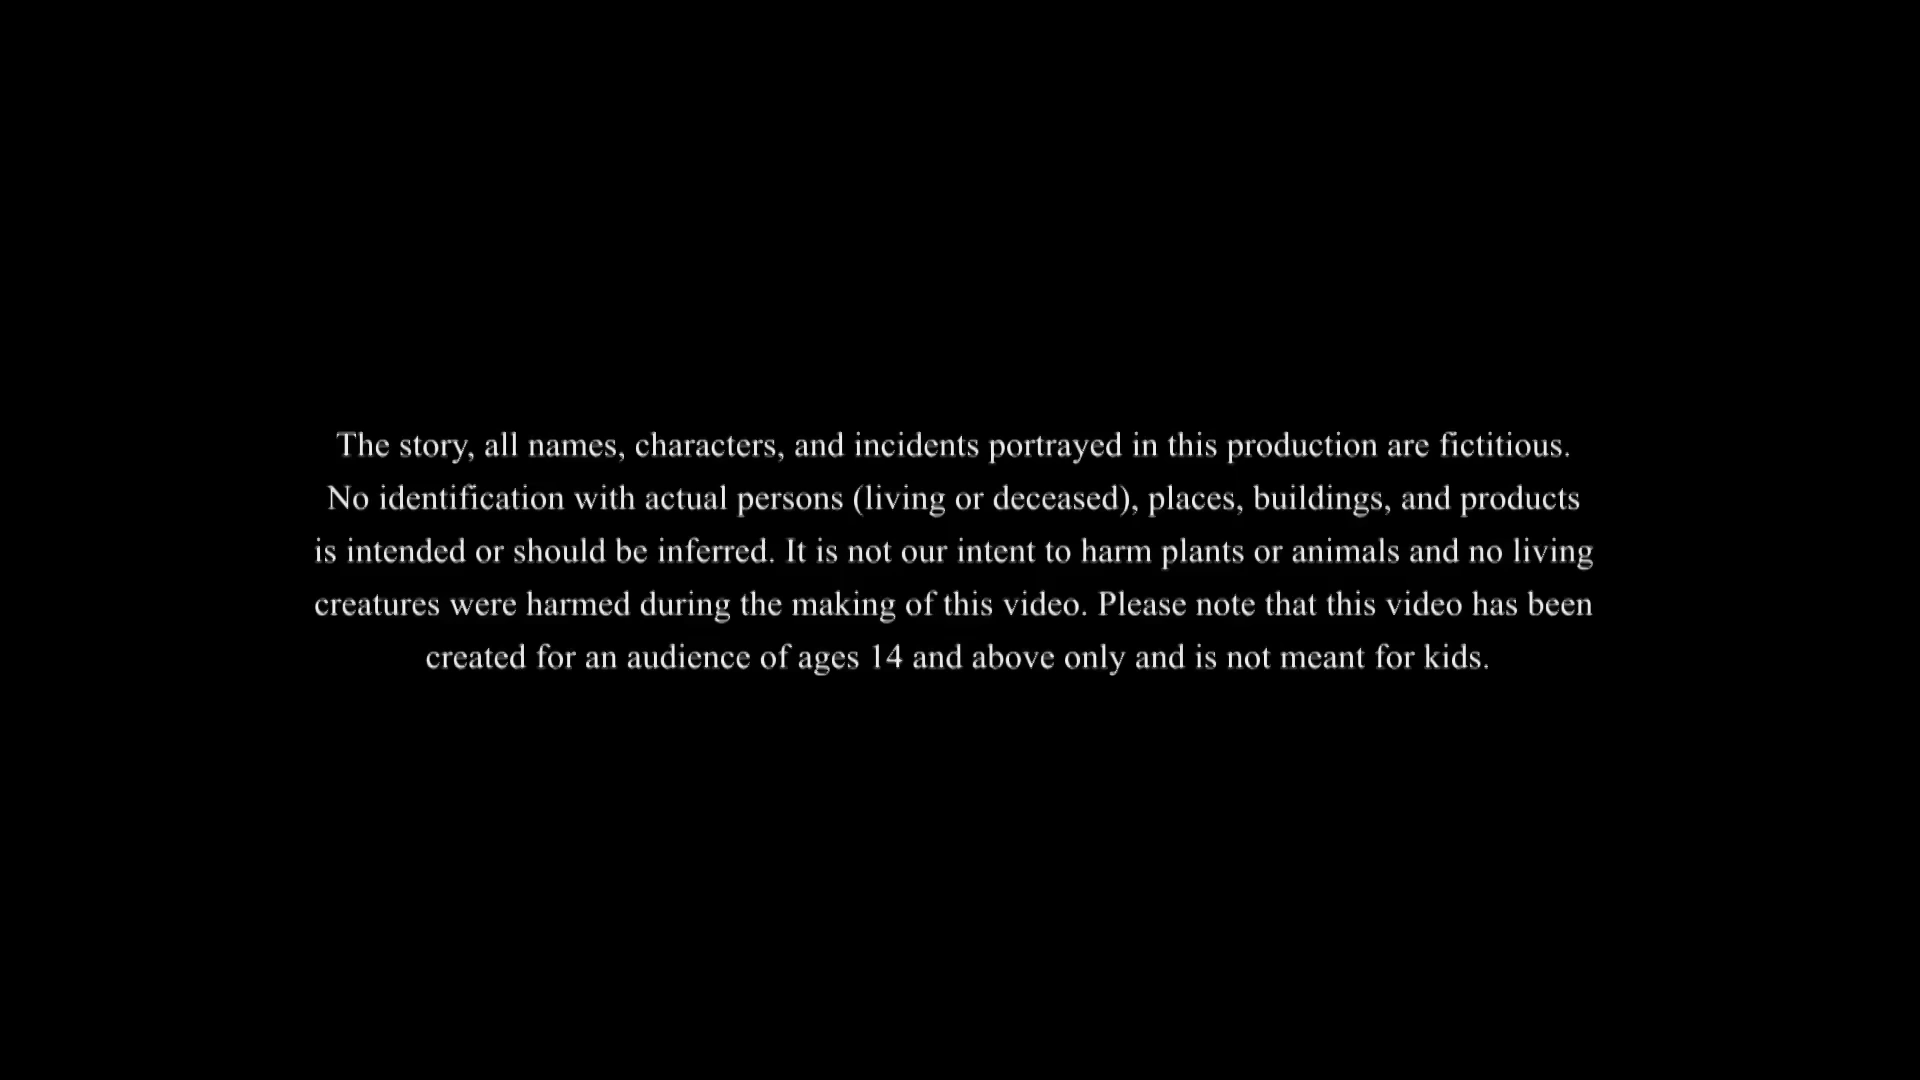 The story, all names, characters, and incidents portrayed in this production are fictitious.
No identification with actual persons (living or deceased), places, buildings, and products
is intended or should be inferred. It is not our intent to harm plants or animals and no living
creatures were harmed during the making of this video. Please note that this video has been
created for an audience of ages 14 and above only and is not meant for kids.